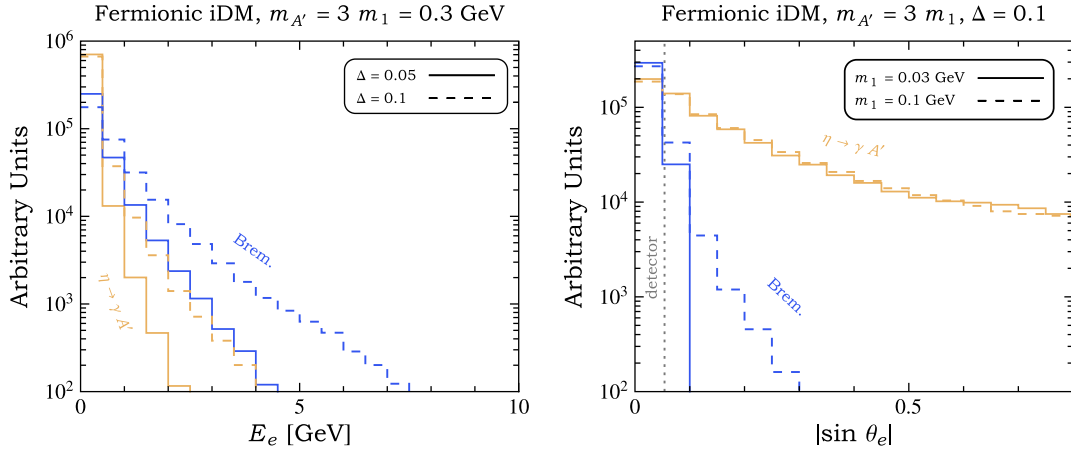 Fermionic iDM, m_{A′} = 3 m_1 = 0.3 GeV
Arbitrary Units
10^6
10^5
10^4
10^3
10^2
Δ = 0.05
Δ = 0.1
Brem.
η → γ A′
0
5
10
E_e [GeV]
Fermionic iDM, m_{A′} = 3 m_1, Δ = 0.1
Arbitrary Units
10^5
10^4
10^3
10^2
m_1 = 0.03 GeV
m_1 = 0.1 GeV
η → γ A′
detector
Brem.
0
0.5
|sin θ_e|